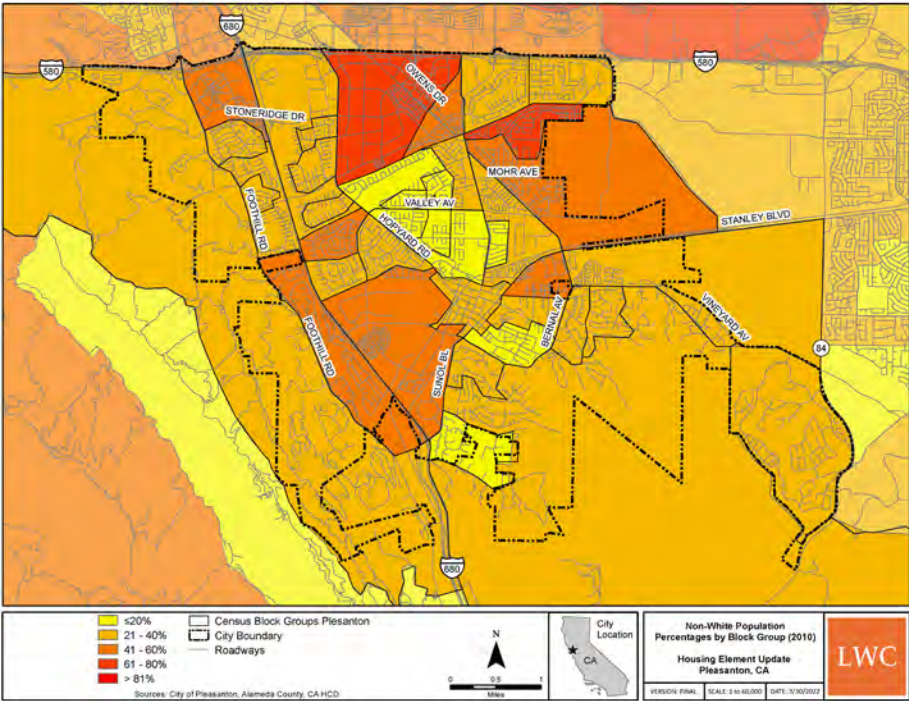 680
580
580
OWENS DR
STONERIDGE DR
MOHR AVE
VALLEY AV
FOOTHILL RD
HOPYARD RD
STANLEY BLVD
BERNAL AV
VINEYARD AV
FOOTHILL RD
SUNOL BL
84
680
≤20%
21 - 40%
41 - 60%
61 - 80%
> 81%
Census Block Groups Plesanton
City Boundary
Roadways
Sources: City of Pleasanton, Alameda County, CA HCD
N
0 0.5 1
Miles
City
Location
CA
Non-White Population
Percentages by Block Group (2010)
Housing Element Update
Pleasanton, CA
VERSION: FINAL
SCALE: 1 to 60,000
DATE: 3/30/2022
LWC